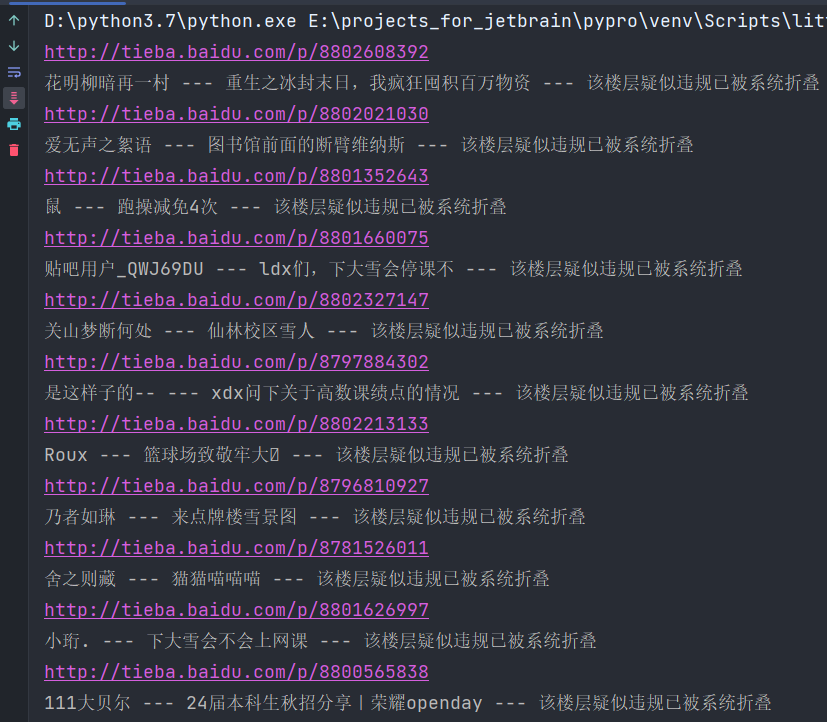 D:\python3.7\python.exe E:\projects_for_jetbrain\pypro\venv\Scripts\lit
http://tieba.baidu.com/p/8802608392
花明柳暗再一村 --- 重生之冰封末日，我疯狂囤积百万物资 --- 该楼层疑似违规已被系统折叠
http://tieba.baidu.com/p/8802021030
爱无声之絮语 --- 图书馆前面的断臂维纳斯 --- 该楼层疑似违规已被系统折叠
http://tieba.baidu.com/p/8801352643
鼠 --- 跑操减免4次 --- 该楼层疑似违规已被系统折叠
http://tieba.baidu.com/p/8801660075
贴吧用户_QWJ69DU --- ldx们，下大雪会停课不 --- 该楼层疑似违规已被系统折叠
http://tieba.baidu.com/p/8802327147
关山梦断何处 --- 仙林校区雪人 --- 该楼层疑似违规已被系统折叠
http://tieba.baidu.com/p/8797884302
是这样子的-- --- xdx问下关于高数课绩点的情况 --- 该楼层疑似违规已被系统折叠
http://tieba.baidu.com/p/8802213133
Roux --- 篮球场致敬牢大 --- 该楼层疑似违规已被系统折叠
http://tieba.baidu.com/p/8796810927
乃者如琳 --- 来点牌楼雪景图 --- 该楼层疑似违规已被系统折叠
http://tieba.baidu.com/p/8781526011
舍之则藏 --- 猫猫喵喵喵 --- 该楼层疑似违规已被系统折叠
http://tieba.baidu.com/p/8801626997
小珩. --- 下大雪会不会上网课 --- 该楼层疑似违规已被系统折叠
http://tieba.baidu.com/p/8800565838
111大贝尔 --- 24届本科生秋招分享丨荣耀openday --- 该楼层疑似违规已被系统折叠